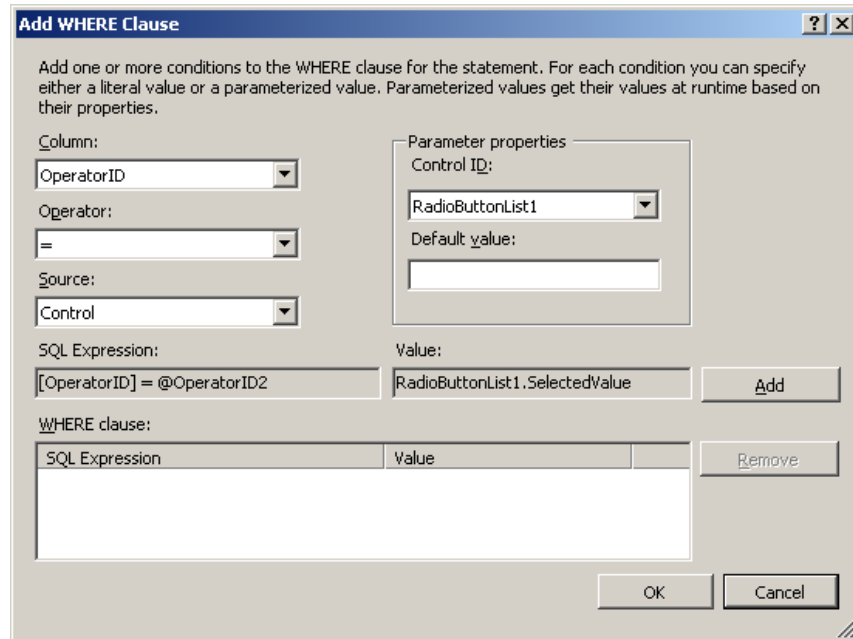 Add WHERE Clause
Add one or more conditions to the WHERE clause for the statement. For each condition you can specify
either a literal value or a parameterized value. Parameterized values get their values at runtime based on
their properties.
Column:
OperatorID
Operator:
=
Source:
Control
Parameter properties
Control ID:
RadioButtonList1
Default value:
SQL Expression:
[OperatorID] = @OperatorID2
Value:
RadioButtonList1.SelectedValue
Add
WHERE clause:
SQL Expression Value
Remove
OK Cancel